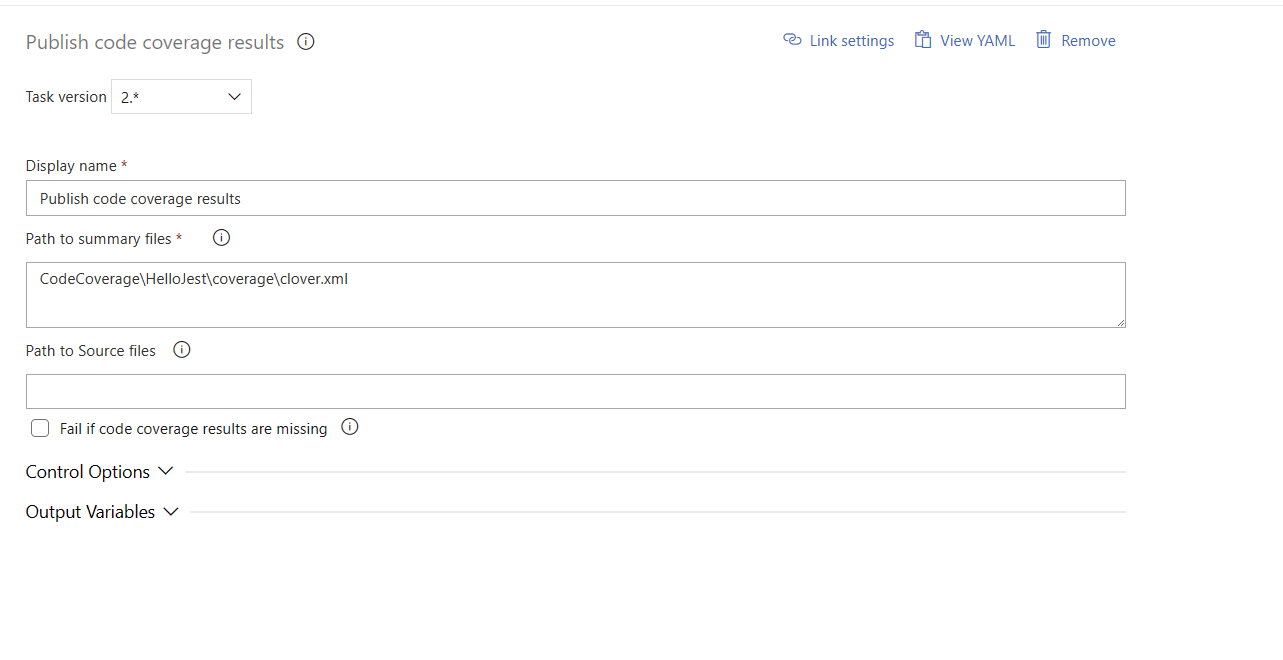 Publish code coverage results
Link settings View YAML Remove
Task version 2.*
Display name *
Publish code coverage results
Path to summary files *
CodeCoverage\HelloJest\coverage\clover.xml
Path to Source files
Fail if code coverage results are missing
Control Options
Output Variables